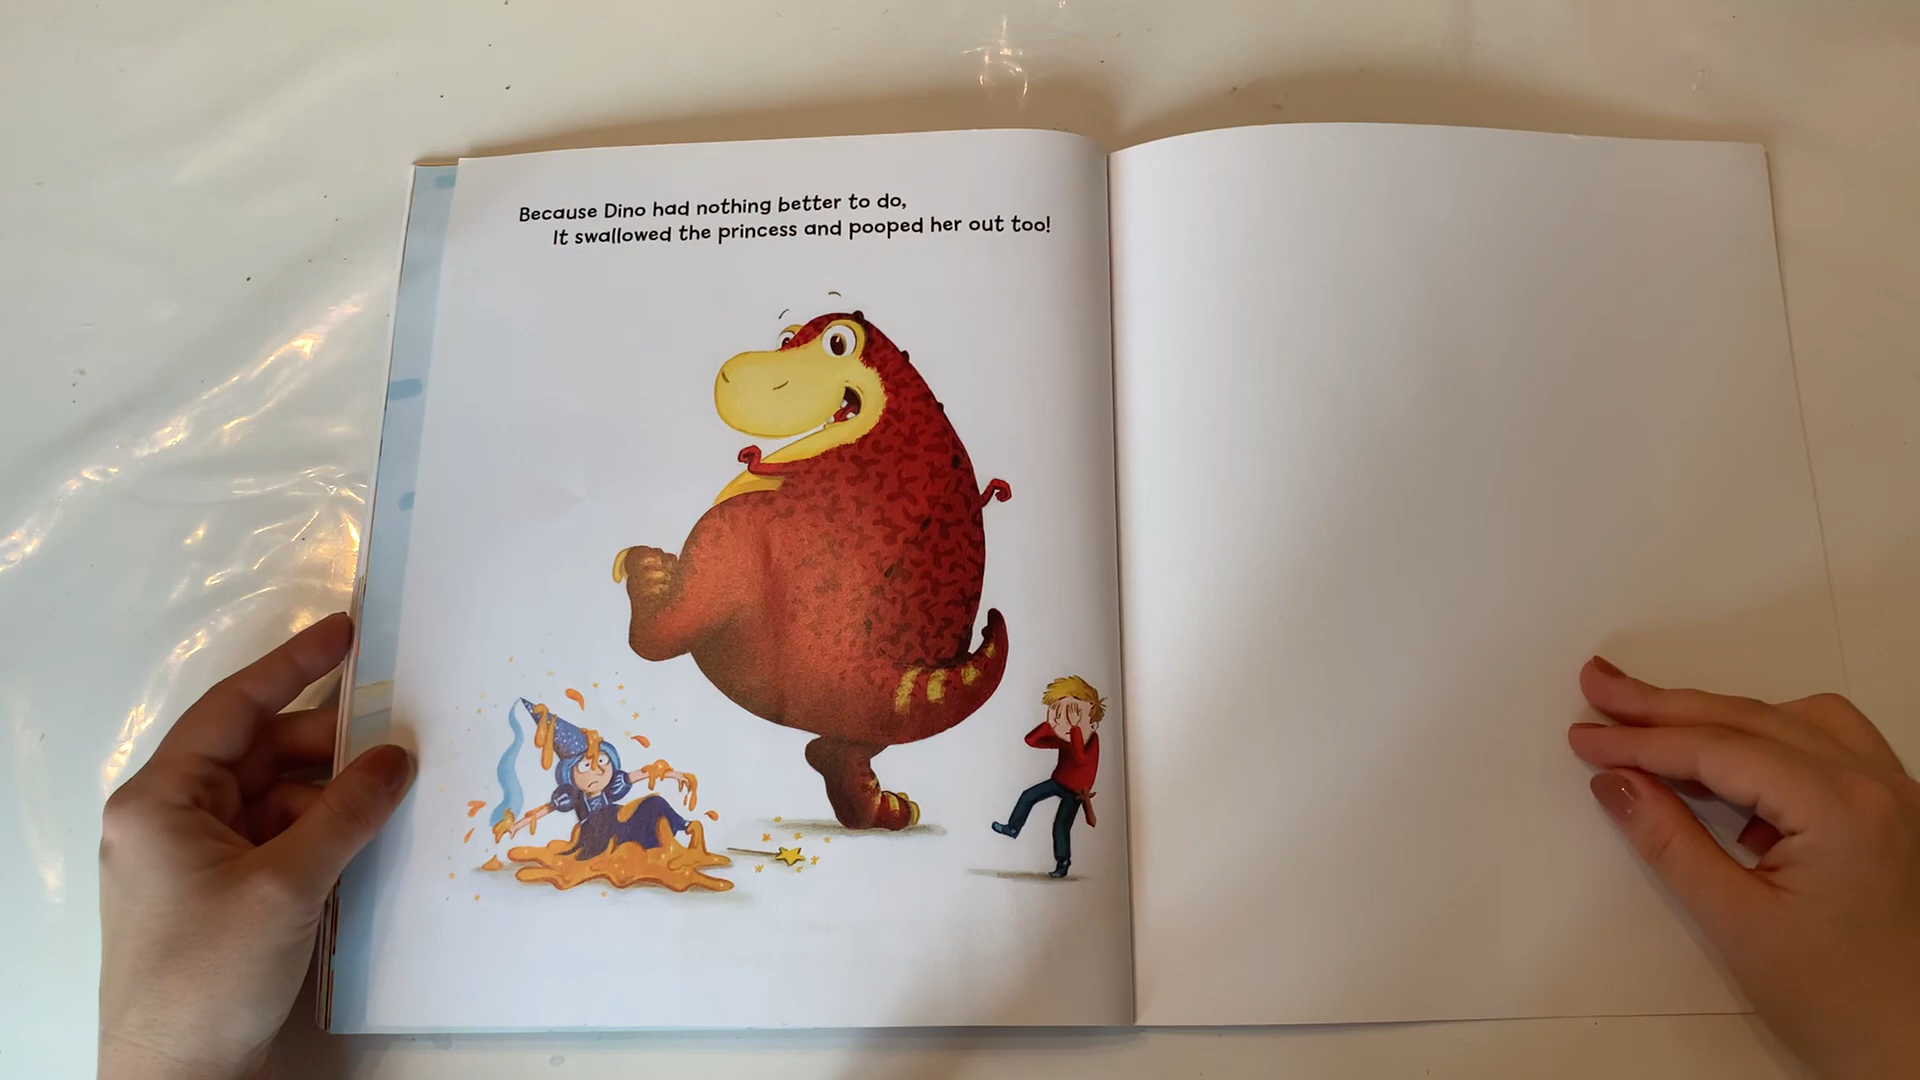 Because Dino had nothing better to do,
It swallowed the princess and pooped her out too!